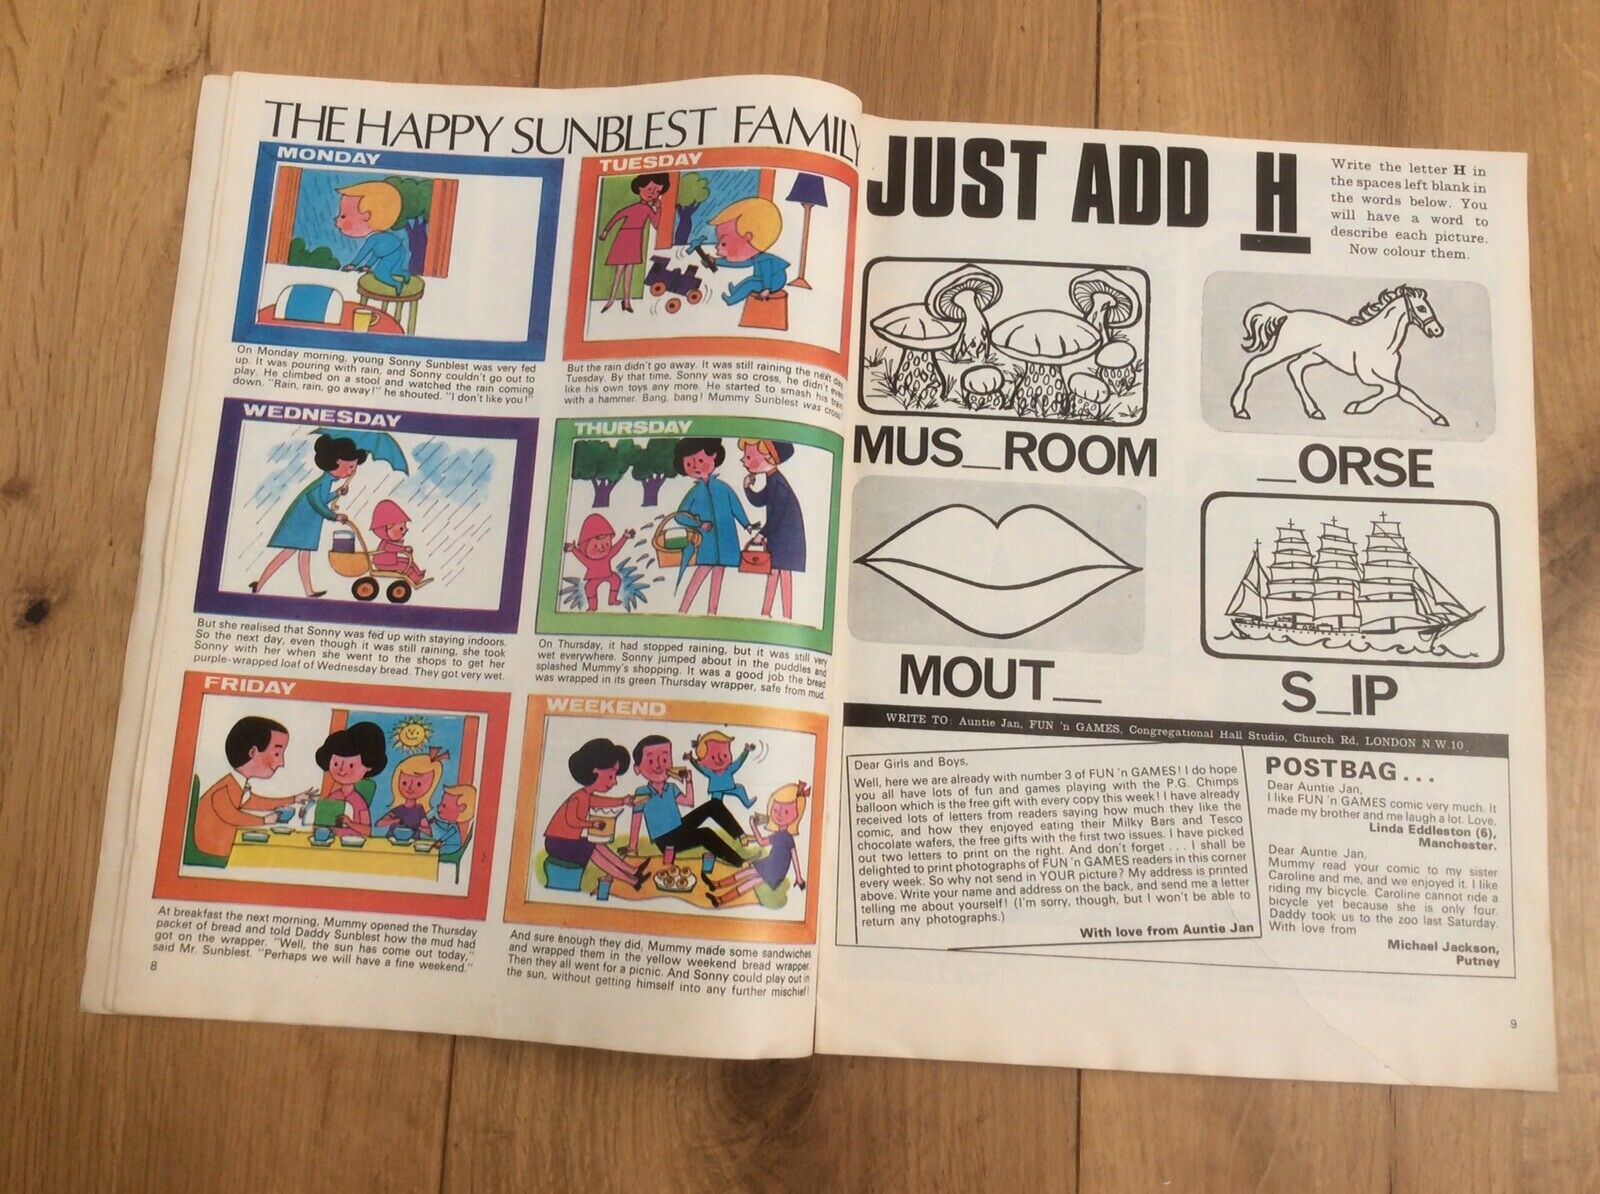 THE HAPPY SUNBLEST FAMILY
MONDAY
On Monday morning, young Sonny Sunblest was very fed
up. It was pouring with rain, and Sonny couldn't go out to
play. He climbed on a stool and watched the rain coming
down. "Rain, rain, go away!" he shouted. "I don't like you!"
TUESDAY
But the rain didn't go away. It was still raining the next day,
Tuesday. By that time, Sonny was so cross, he didn't even
like his own toys any more. He started to smash his train
with a hammer. Bang, bang! Mummy Sunblest was cross!
WEDNESDAY
But she realised that Sonny was fed up with staying indoors.
So the next day, even though it was still raining, she took
Sonny with her when she went to the shops to get her
purple-wrapped loaf of Wednesday bread. They got very wet.
THURSDAY
On Thursday, it had stopped raining, but it was still very
wet everywhere. Sonny jumped about in the puddles and
splashed Mummy's shopping. It was a good job the bread
was wrapped in its green Thursday wrapper, safe from mud.
FRIDAY
At breakfast the next morning, Mummy opened the Thursday
packet of bread and told Daddy Sunblest how the mud had
got on the wrapper. "Well, the sun has come out today,"
said Mr. Sunblest. "Perhaps we will have a fine weekend."
WEEKEND
And sure enough they did, Mummy made some sandwiches
and wrapped them in the yellow weekend bread wrapper.
Then they all went for a picnic. And Sonny could play out in
the sun, without getting himself into any further mischief!
8
JUST ADD H
Write the letter H in
the spaces left blank in
the words below. You
will have a word to
describe each picture.
Now colour them.
MUS_ROOM
_ORSE
MOUT_
S_IP
WRITE TO: Auntie Jan, FUN 'n GAMES, Congregational Hall Studio, Church Rd, LONDON N.W.10.
Dear Girls and Boys,
Well, here we are already with number 3 of FUN 'n GAMES! I do hope
you all have lots of fun and games playing with the P.G. Chimps
balloon which is the free gift with every copy this week! I have already
received lots of letters from readers saying how much they like the
comic, and how they enjoyed eating their Milky Bars and Tesco
chocolate wafers, the free gifts with the first two issues. I have picked
out two letters to print on the right. And don't forget . . . I shall be
delighted to print photographs of FUN 'n GAMES readers in this corner
every week. So why not send in YOUR picture? My address is printed
above. Write your name and address on the back, and send me a letter
telling me about yourself! (I'm sorry, though, but I won't be able to
return any photographs.)
With love from Auntie Jan
POSTBAG...
Dear Auntie Jan,
I like FUN 'n GAMES comic very much. It
made my brother and me laugh a lot. Love,
Linda Eddleston (6),
Manchester.
Dear Auntie Jan,
Mummy read your comic to my sister
Caroline and me, and we enjoyed it. I like
riding my bicycle. Caroline cannot ride a
bicycle yet because she is only four.
Daddy took us to the zoo last Saturday.
With love from
Michael Jackson,
Putney
9